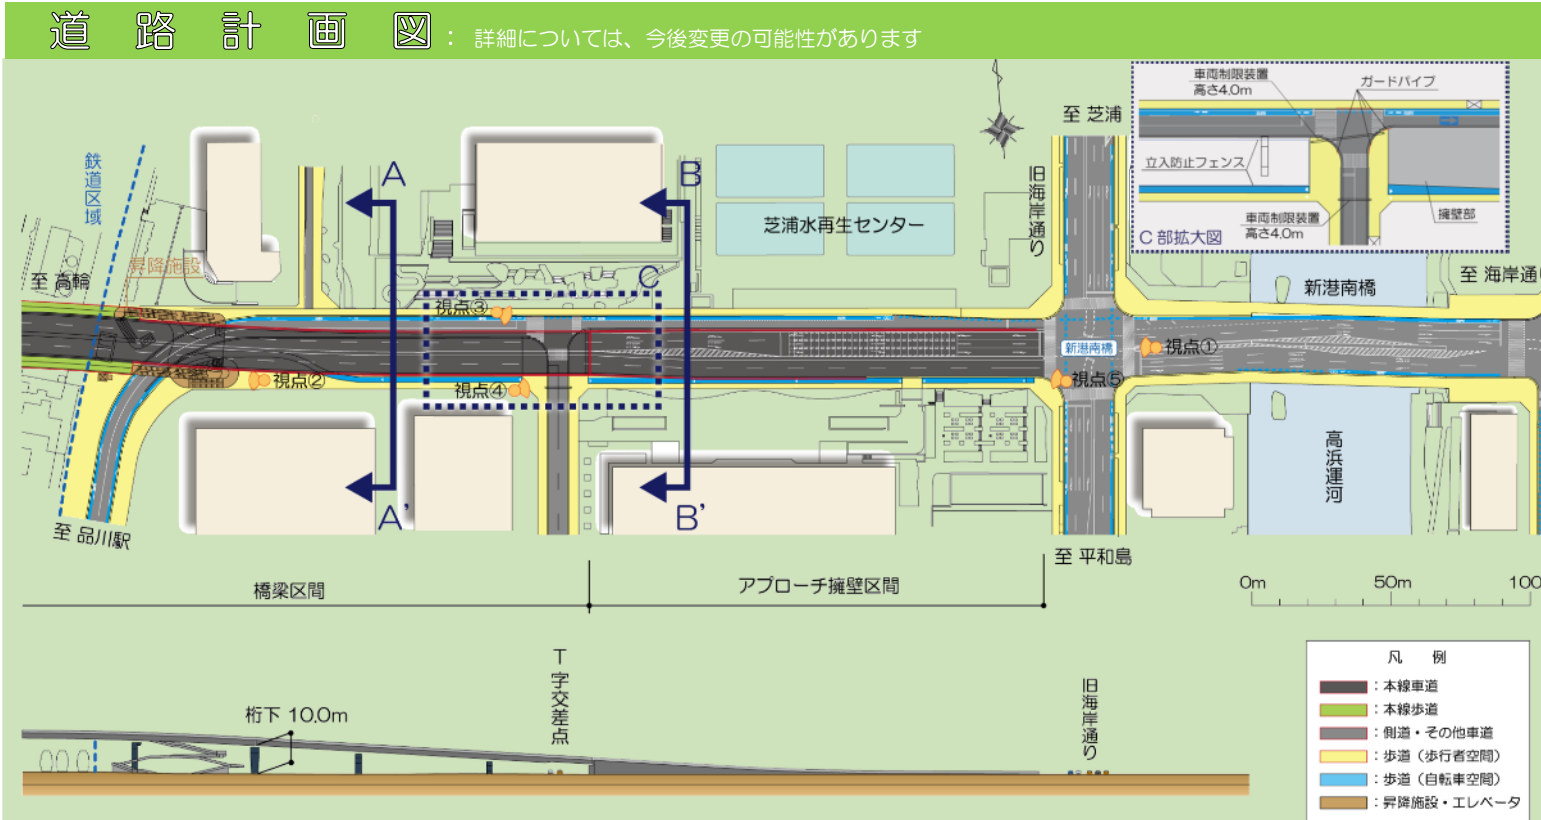 道路計画図：詳細については、今後変更の可能性があります
車両制限装置
高さ4.0m
ガードパイプ
立入防止フェンス
車両制限装置
高さ4.0m
擁壁部
C 部拡大図
至 芝浦
旧海岸通り
鉄道区域
A
B
芝浦水再生センター
至 高輪
昇降施設
C
新港南橋
至 海岸通り
視点③
視点②
視点④
新港南橋
視点①
視点⑤
高浜運河
A'
B'
至 品川駅
至 平和島
橋梁区間
アプローチ擁壁区間
0m
50m
100
T字交差点
旧海岸通り
桁下 10.0m
凡 例
：本線車道
：本線歩道
：側道・その他車道
：歩道（歩行者空間）
：歩道（自転車空間）
：昇降施設・エレベータ